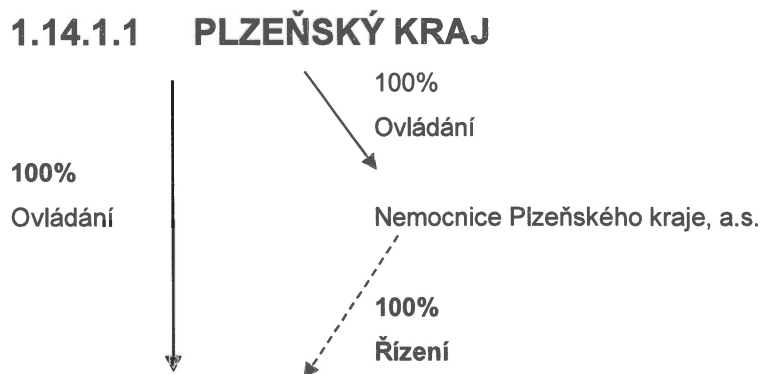 1.14.1.1 PLZEŇSKÝ KRAJ
100%
Ovládání
100%
Ovládání
Nemocnice Plzeňského kraje, a.s.
100%
Řízení